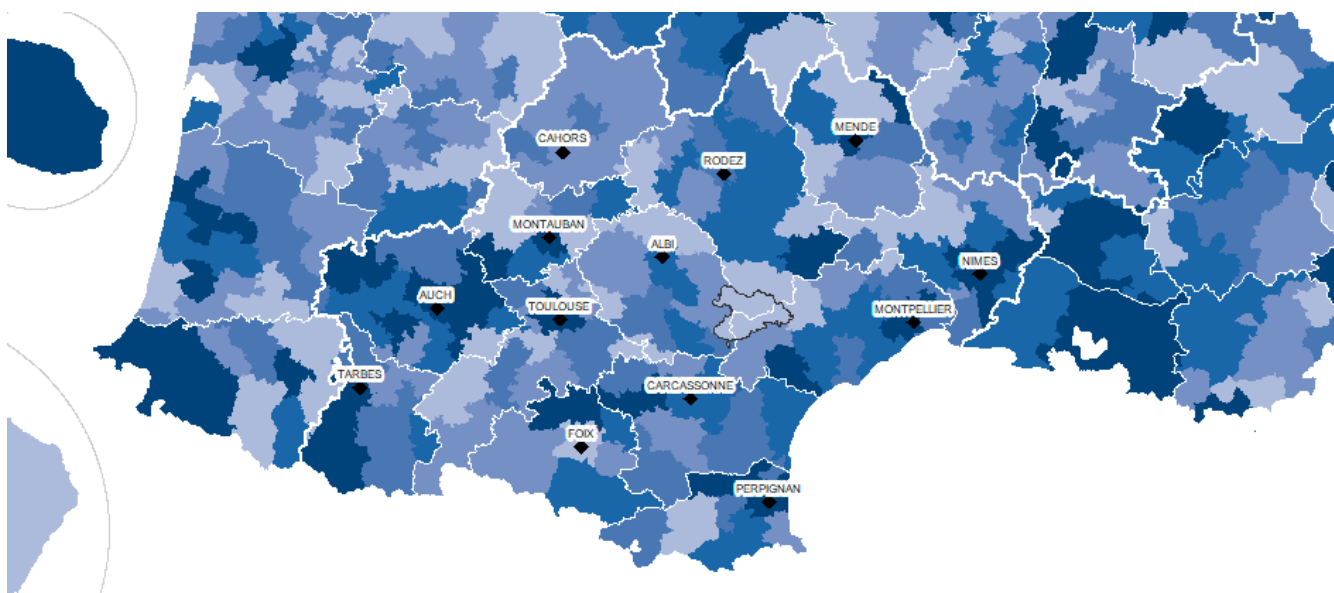 CAHORS
MENDE
RODEZ
MONTAUBAN
ALBI
NIMES
AUCH
TOULOUSE
MONTPELLIER
TARBES
CARCASSONNE
FOIX
PERPIGNAN